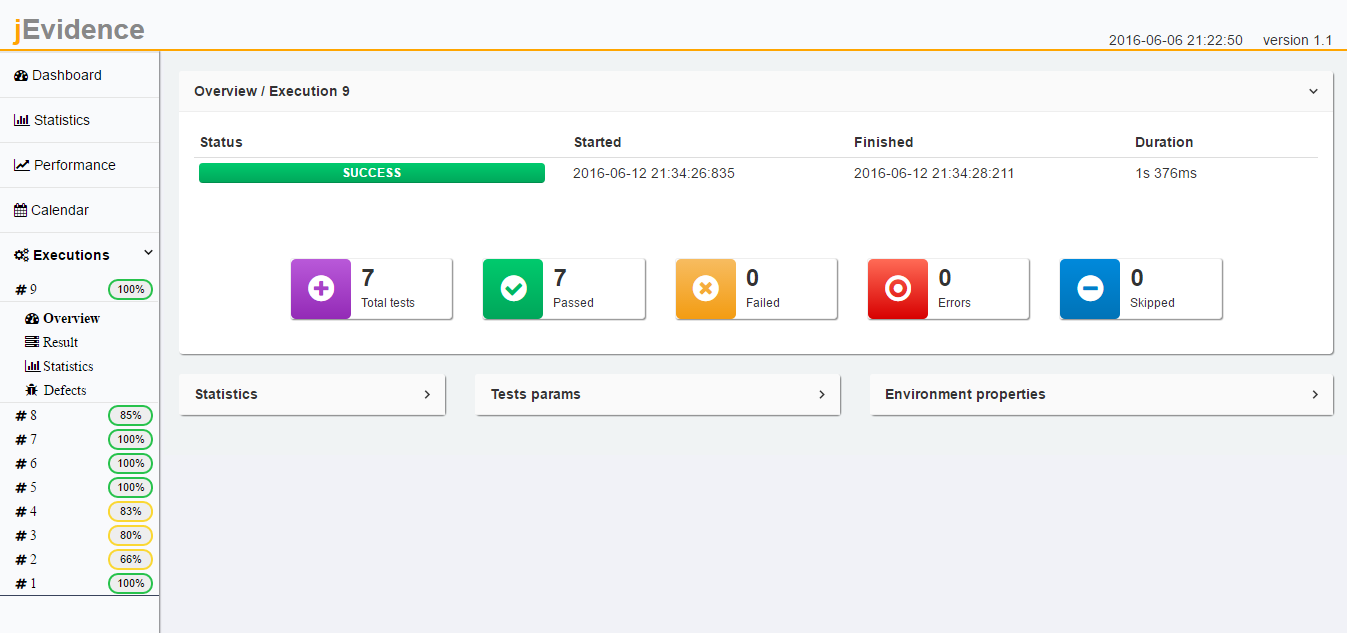 jEvidence
2016-06-06 21:22:50 version 1.1
Dashboard
Statistics
Performance
Calendar
Executions
# 9 100%
Overview
Result
Statistics
Defects
# 8 85%
# 7 100%
# 6 100%
# 5 100%
# 4 83%
# 3 80%
# 2 66%
# 1 100%
Overview / Execution 9
Status Started Finished Duration
SUCCESS 2016-06-12 21:34:26:835 2016-06-12 21:34:28:211 1s 376ms
7
Total tests
7
Passed
0
Failed
0
Errors
0
Skipped
Statistics
Tests params
Environment properties